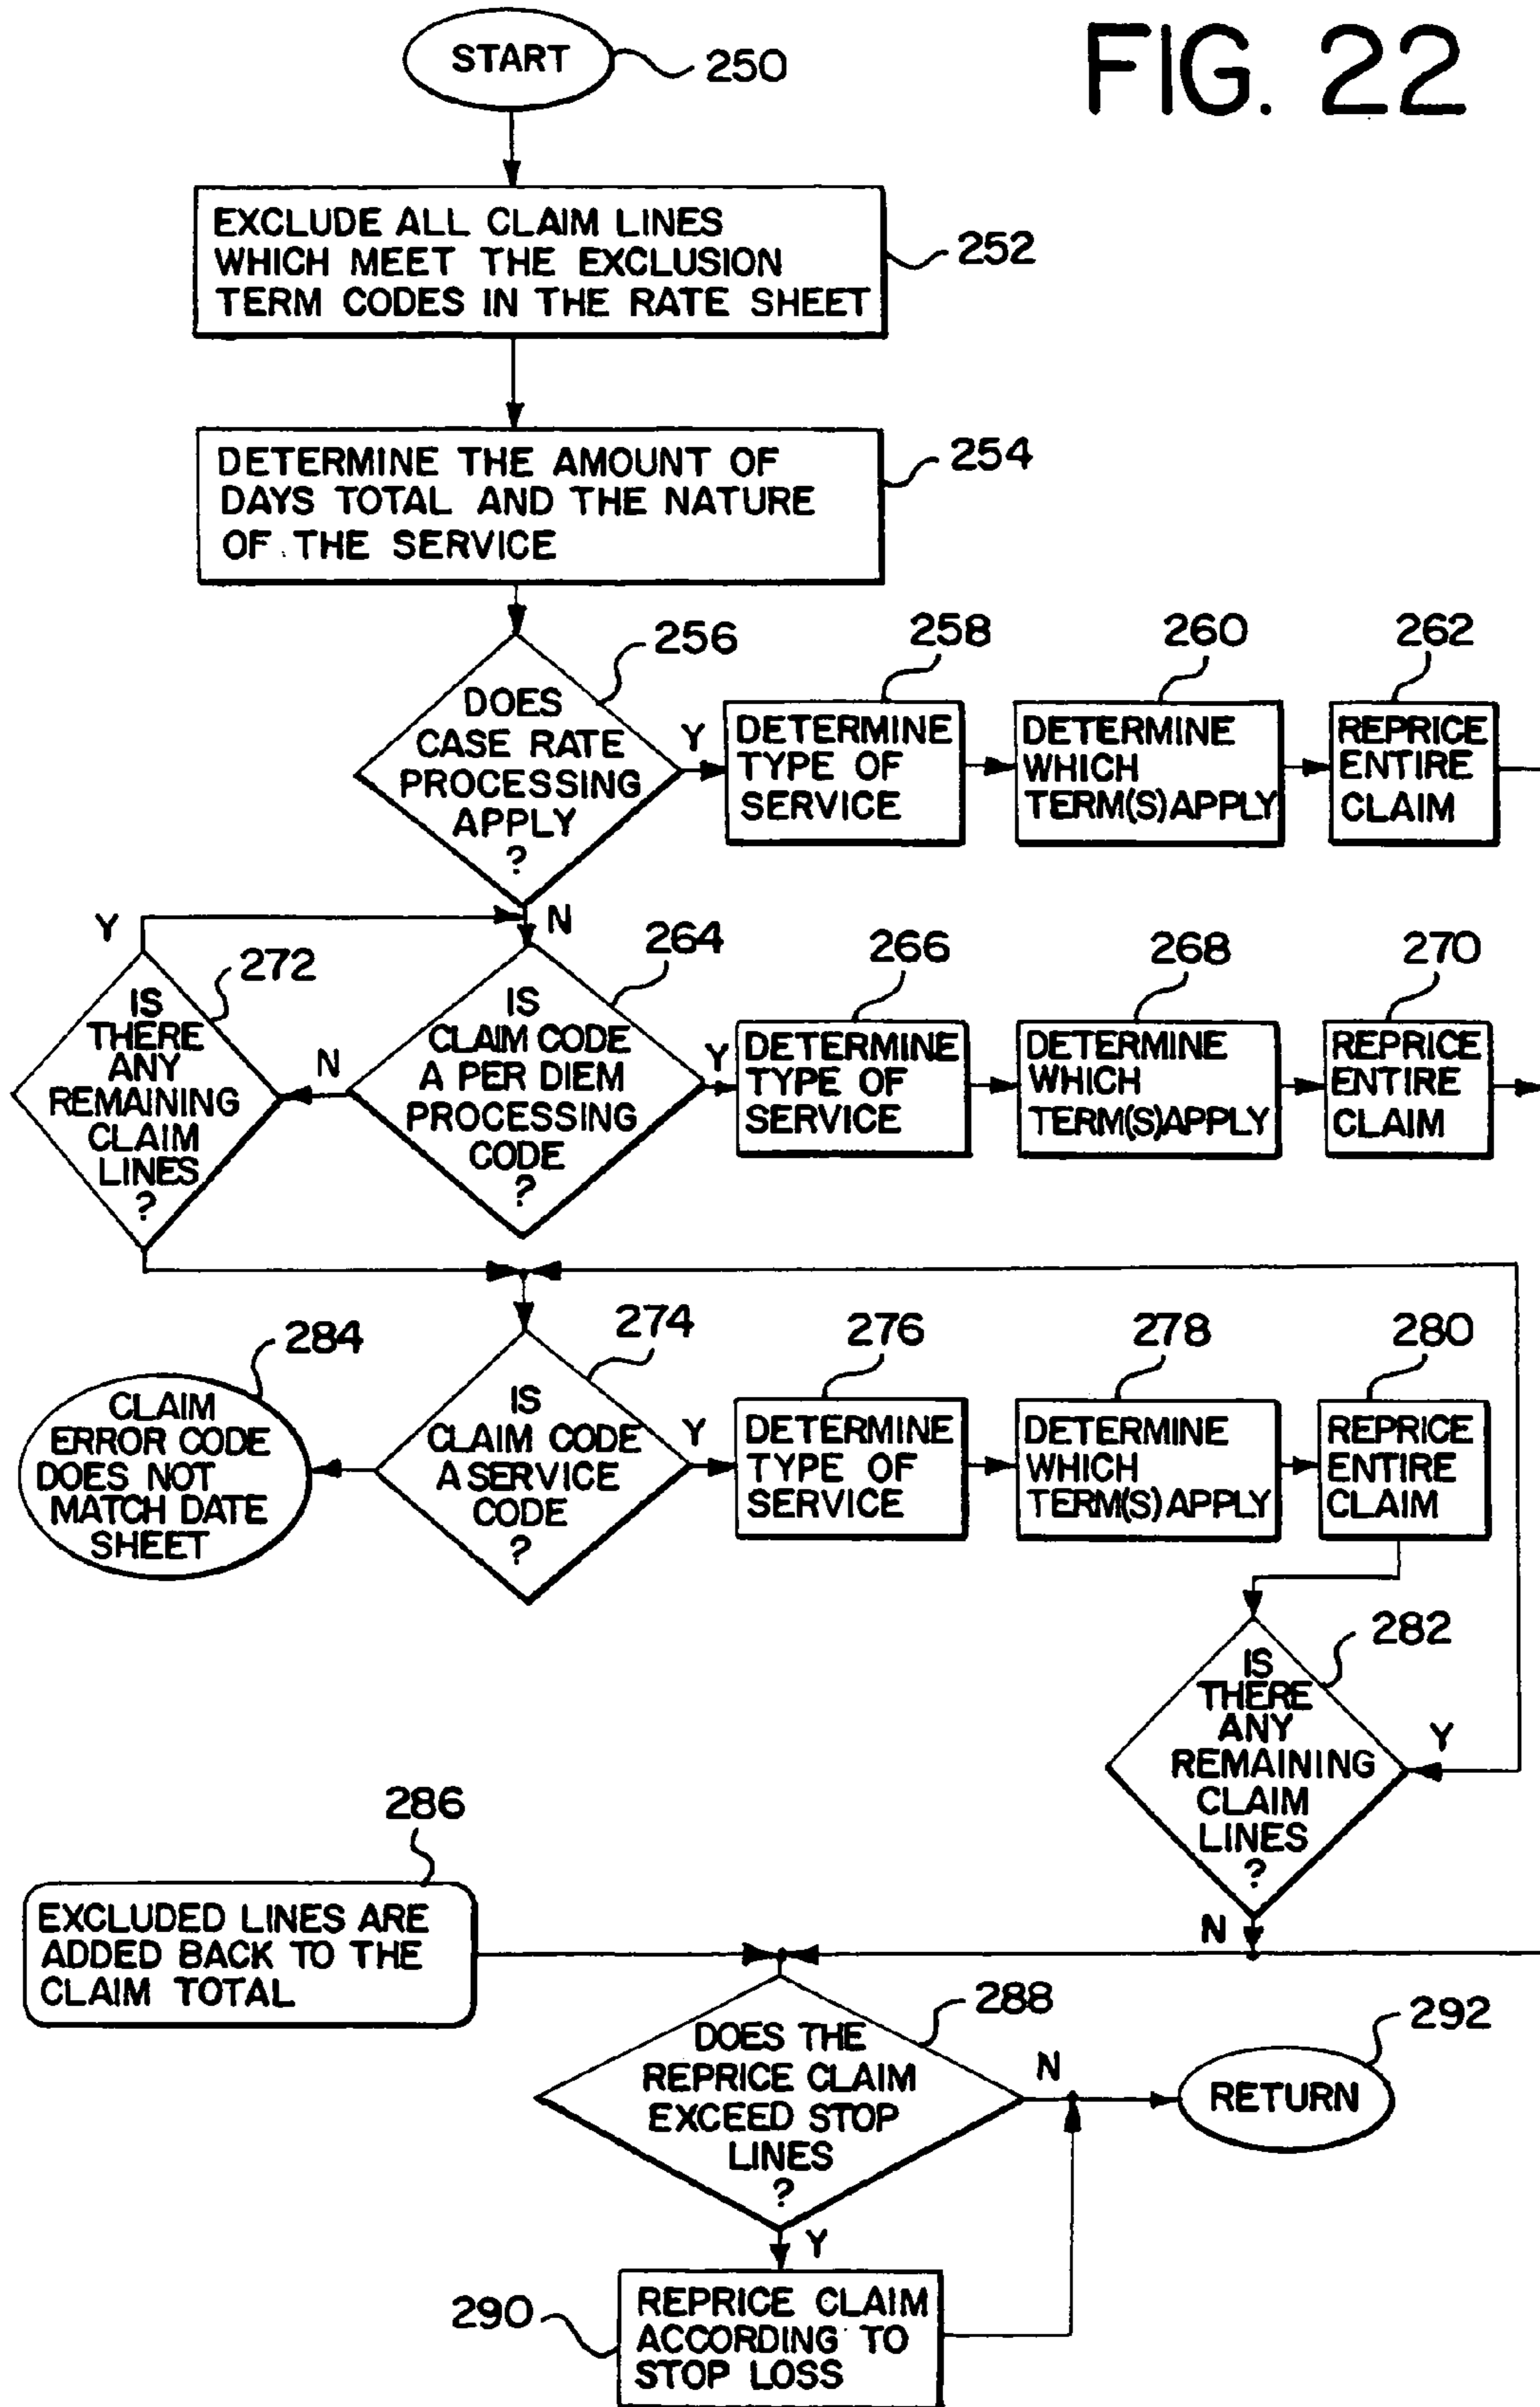 FIG. 22
START
250
EXCLUDE ALL CLAIM LINES
WHICH MEET THE EXCLUSION
TERM CODES IN THE RATE SHEET
252
DETERMINE THE AMOUNT OF
DAYS TOTAL AND THE NATURE
OF THE SERVICE
254
DOES
CASE RATE
PROCESSING
APPLY
?
256
Y
N
DETERMINE
TYPE OF
SERVICE
258
DETERMINE
WHICH
TERM(S) APPLY
260
REPRICE
ENTIRE
CLAIM
262
Y
IS
THERE
ANY
REMAINING
CLAIM
LINES
?
272
N
IS
CLAIM CODE
A PER DIEM
PROCESSING
CODE
?
264
Y
DETERMINE
TYPE OF
SERVICE
266
DETERMINE
WHICH
TERM(S) APPLY
268
REPRICE
ENTIRE
CLAIM
270
CLAIM
ERROR CODE
DOES NOT
MATCH DATE
SHEET
284
IS
CLAIM CODE
A SERVICE
CODE
?
274
Y
DETERMINE
TYPE OF
SERVICE
276
DETERMINE
WHICH
TERM(S) APPLY
278
REPRICE
ENTIRE
CLAIM
280
IS
THERE
ANY
REMAINING
CLAIM
LINES
?
282
Y
N
286
EXCLUDED LINES ARE
ADDED BACK TO THE
CLAIM TOTAL
DOES THE
REPRICE CLAIM
EXCEED STOP
LINES
?
288
N
Y
RETURN
292
290
REPRICE CLAIM
ACCORDING TO
STOP LOSS